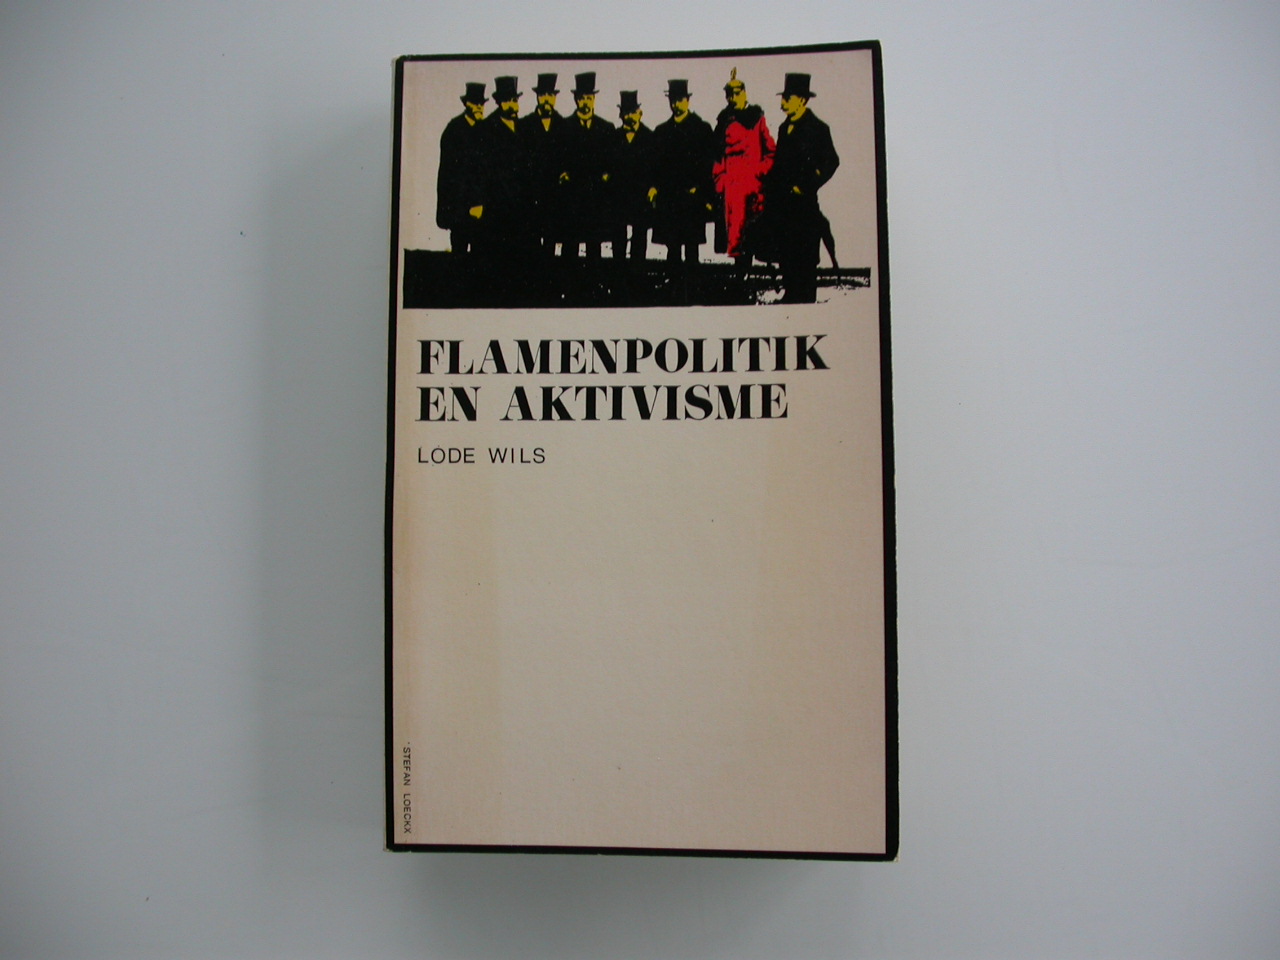 FLAMENPOLITIK
EN AKTIVISME
LODE WILS
STEFAN LOECKX